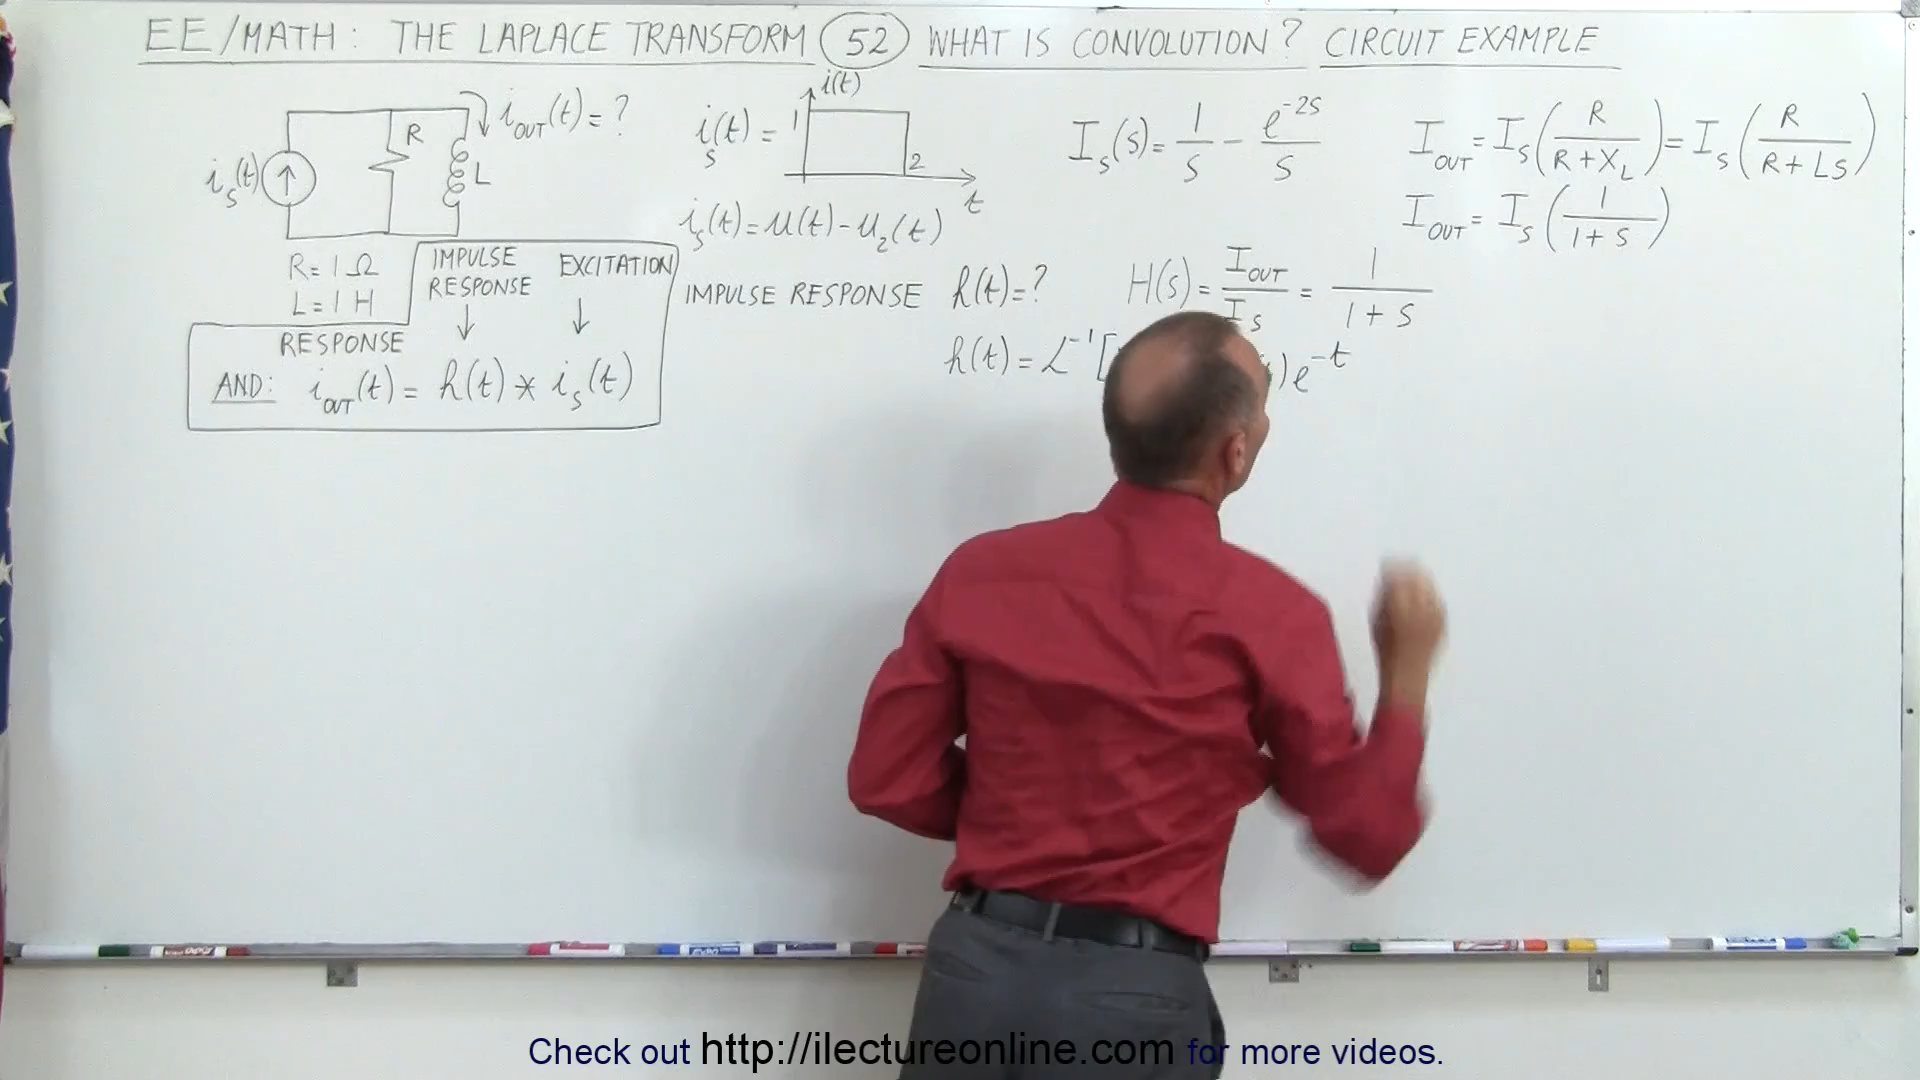 EE/MATH: THE LAPLACE TRANSFORM 52 WHAT IS CONVOLUTION? CIRCUIT EXAMPLE
i_s(t)
R
L
i_OUT(t) = ?
R = 1 Ω
L = 1 H
i_s(t) =
1
i(t)
2
t
i_s(t) = u(t) - u_2(t)
I_s(s) = 1/s - e^-2s/s
I_OUT = I_s (R/(R + X_L)) = I_s (R/(R + Ls))
I_OUT = I_s (1/(1 + s))
IMPULSE RESPONSE h(t) = ? H(s) = I_OUT/I_s = 1/(1 + s)
h(t) = ℒ^-1 [ ) e^-t
IMPULSE
RESPONSE
EXCITATION
RESPONSE
AND: i_OUT(t) = h(t) * i_s(t)
Check out http://ilectureonline.com for more videos.